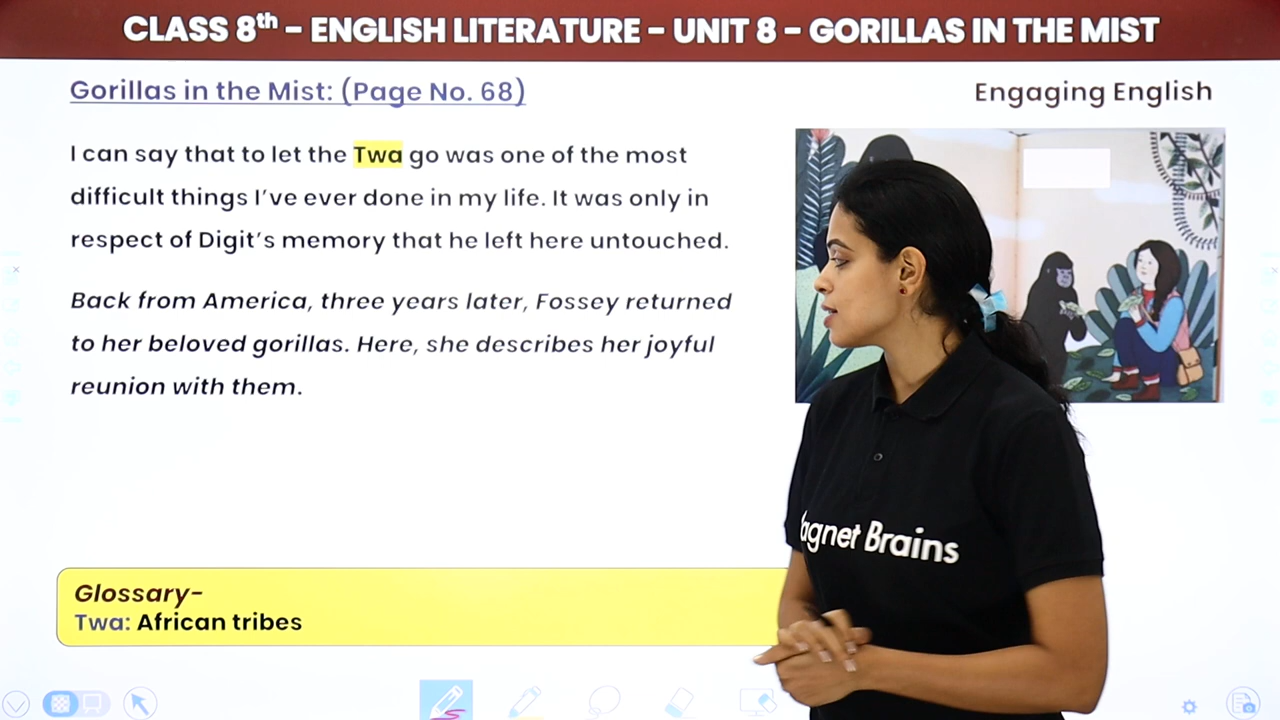 CLASS 8th – ENGLISH LITERATURE – UNIT 8 – GORILLAS IN THE MIST
Gorillas in the Mist: (Page No. 68)
Engaging English
I can say that to let the Twa go was one of the most
difficult things I've ever done in my life. It was only in
respect of Digit's memory that he left here untouched.
Back from America, three years later, Fossey returned
to her beloved gorillas. Here, she describes her joyful
reunion with them.
agnet Brains
Glossary-
Twa: African tribes